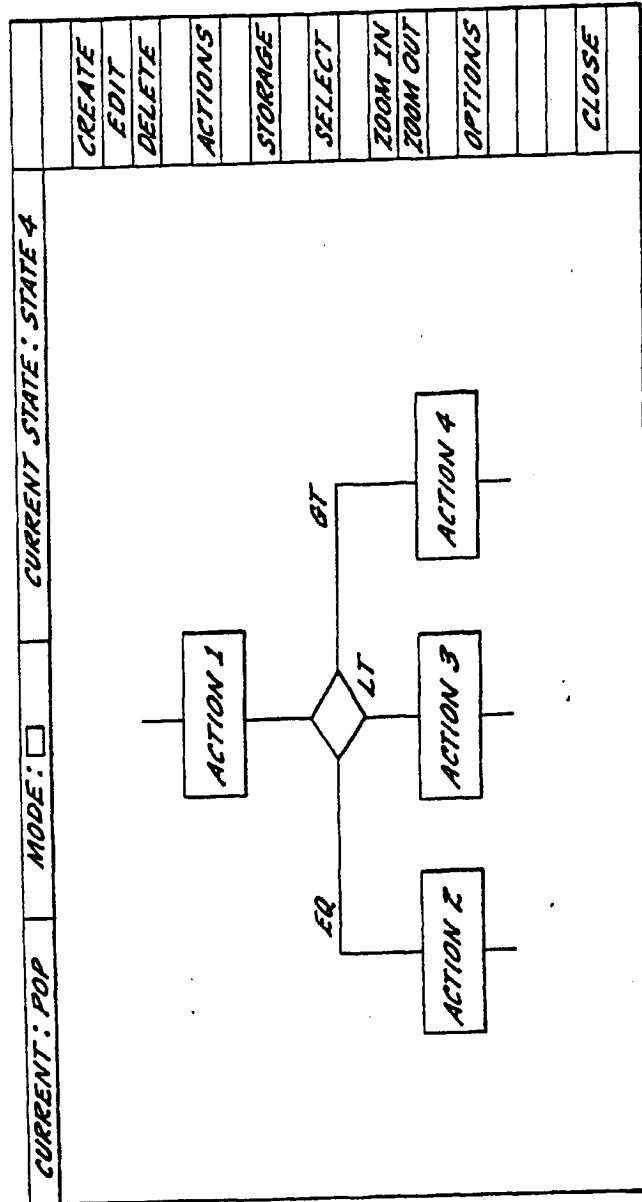 CURRENT: POP
MODE:
CURRENT STATE: STATE 4
CREATE
EDIT
DELETE
ACTIONS
STORAGE
SELECT
ZOOM IN
ZOOM OUT
OPTIONS
CLOSE
ACTION 1
EQ
LT
GT
ACTION 2
ACTION 3
ACTION 4